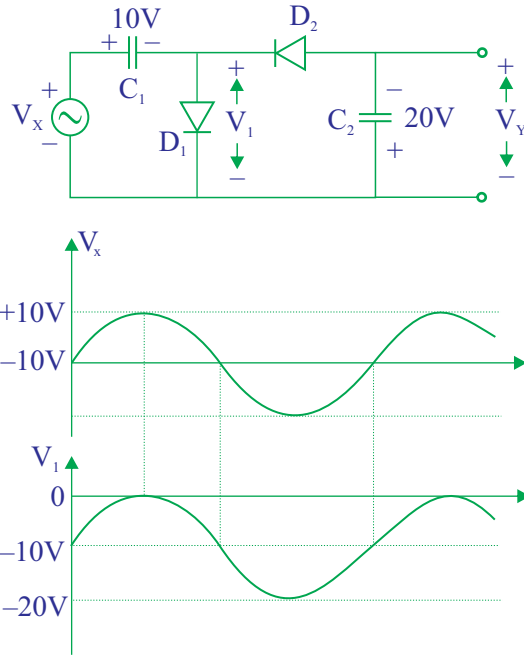 10V
D2
+ –
C1
+
VX
–
D1
+
V1
–
–
C2 20V
+
+
VY
–
Vx
+10V
–10V
V1
0
–10V
–20V